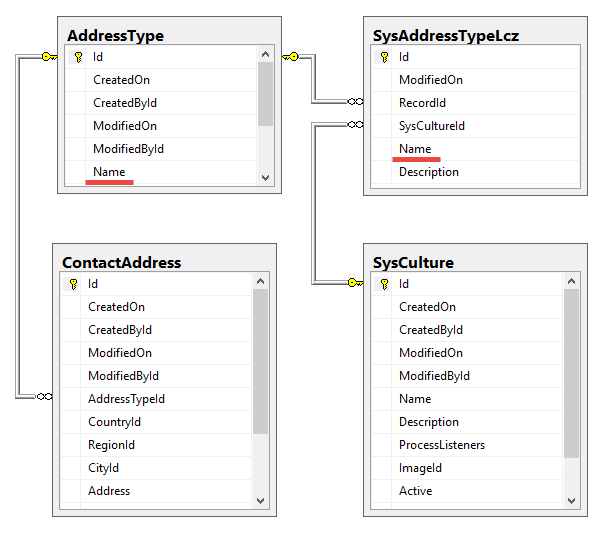 AddressType
Id
CreatedOn
CreatedById
ModifiedOn
ModifiedById
Name
SysAddressTypeLcz
Id
ModifiedOn
RecordId
SysCultureId
Name
Description
ContactAddress
Id
CreatedOn
CreatedById
ModifiedOn
ModifiedById
AddressTypeId
CountryId
RegionId
CityId
Address
SysCulture
Id
CreatedOn
CreatedById
ModifiedOn
ModifiedById
Name
Description
ProcessListeners
ImageId
Active